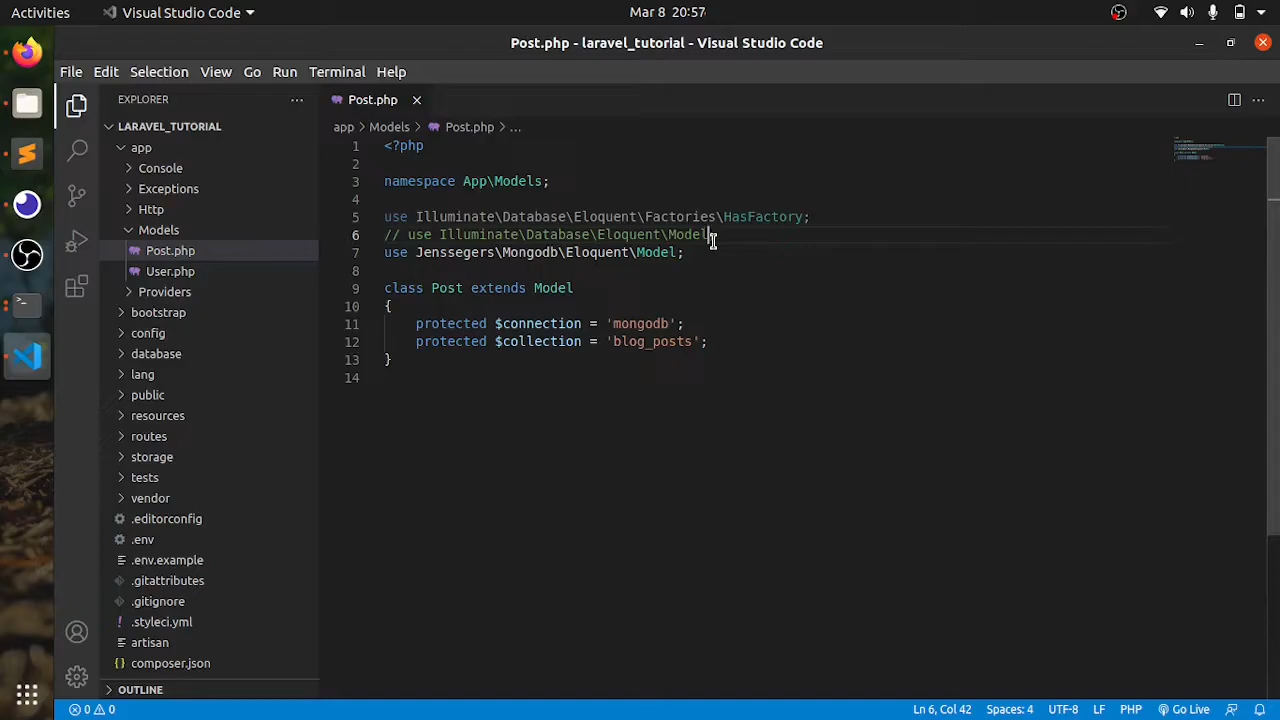 Activities
Visual Studio Code
Mar 8 20:57
Post.php - laravel_tutorial - Visual Studio Code
File Edit Selection View Go Run Terminal Help
EXPLORER
LARAVEL_TUTORIAL
app
Console
Exceptions
Http
Models
Post.php
User.php
Providers
bootstrap
config
database
lang
public
resources
routes
storage
tests
vendor
.editorconfig
.env
.env.example
.gitattributes
.gitignore
.styleci.yml
artisan
composer.json
OUTLINE
Post.php
app > Models > Post.php > ...
1 <?php
2
3 namespace App\Models;
4
5 use Illuminate\Database\Eloquent\Factories\HasFactory;
6 // use Illuminate\Database\Eloquent\Model
7 use Jenssegers\Mongodb\Eloquent\Model;
8
9 class Post extends Model
10 {
11 protected $connection = 'mongodb';
12 protected $collection = 'blog_posts';
13 }
14
0 0
Ln 6, Col 42 Spaces: 4 UTF-8 LF PHP Go Live